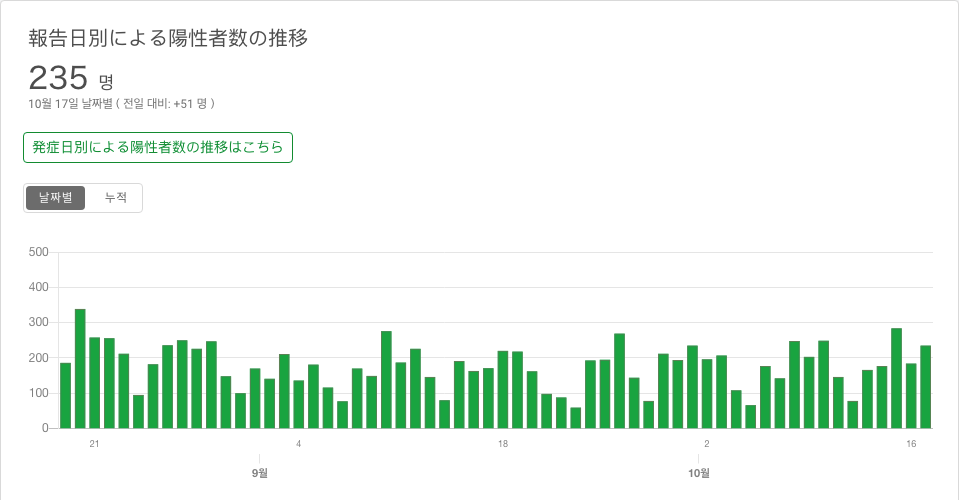 報告日別による陽性者数の推移
235 명
10월 17일 날짜별 ( 전일 대비: +51 명 )
発症日別による陽性者数の推移はこちら
날짜별 누적
500
400
300
200
100
0
21 4 18 2 16
9월 10월